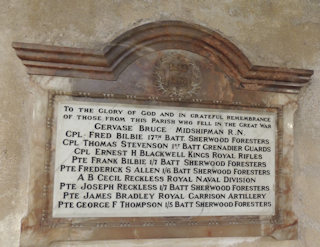 TO THE GLORY OF GOD AND IN GRATEFUL REMEMBRANCE
OF THOSE FROM THIS PARISH WHO FELL IN THE GREAT WAR
GERVASE BRUCE MIDSHIPMAN R.N.
CPL. FRED BILBIE 17TH BATT SHERWOOD FORESTERS
CPL. THOMAS STEVENSON 1ST BATT GRENADIER GUARDS
CPL ERNEST H BLACKWELL KINGS ROYAL RIFLES
PTE FRANK BILBIE 1/7 BATT SHERWOOD FORESTERS
PTE FREDERICK S ALLEN 1/6 BATT SHERWOOD FORESTERS
A B CECIL RECKLESS ROYAL NAVAL DIVISION
PTE JOSEPH RECKLESS 1/7 BATT SHERWOOD FORESTERS
PTE JAMES BRADLEY ROYAL GARRISON ARTILLERY
PTE GEORGE F THOMPSON 1/5 BATT SHERWOOD FORESTERS